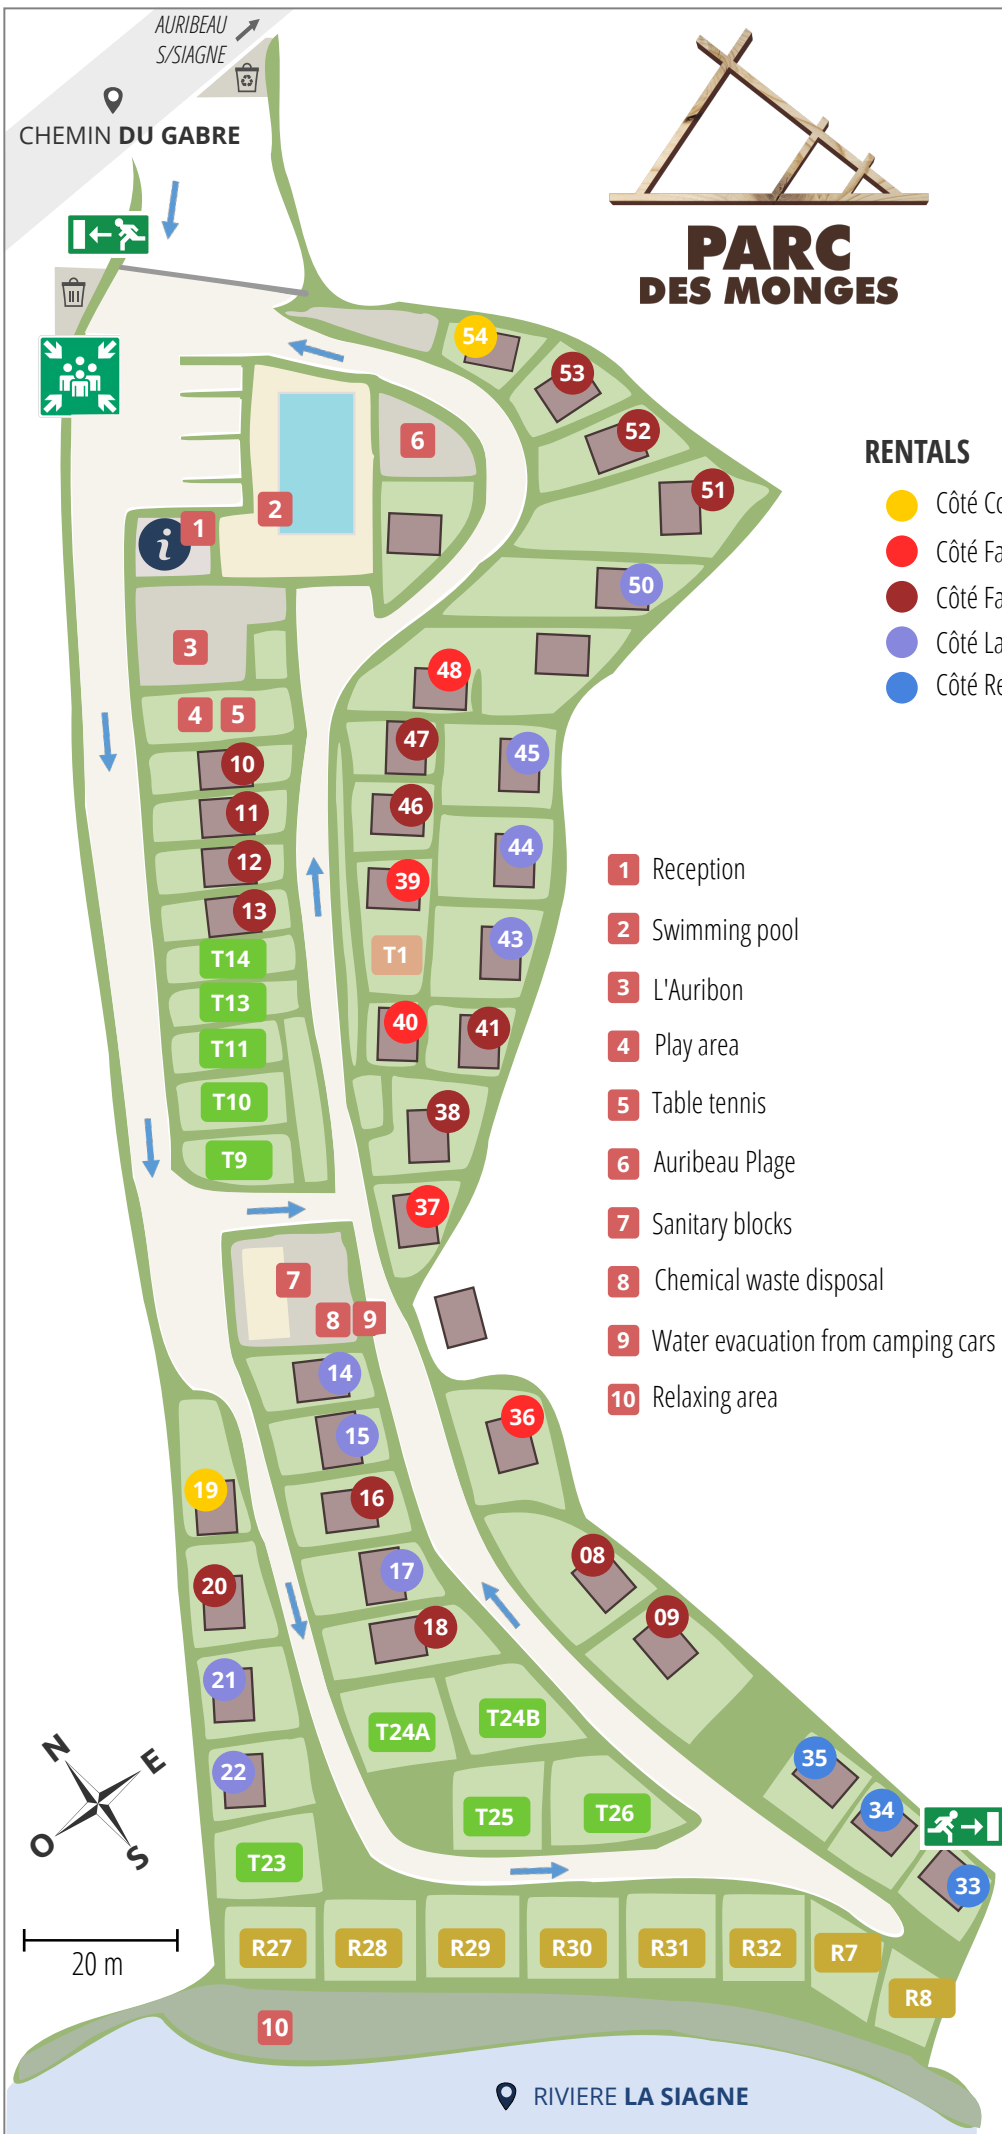 AURIBEAU
S/SIAGNE
CHEMIN DU GABRE
PARC
DES MONGES
54
53
52
51
6
2
1
i
50
3
48
4 5
47
45
10
46
11
44
12
39
13
43
T14
T1
T13
40
41
T11
T10
38
T9
37
7
8 9
14
36
15
19
16
08
17
20
09
18
21
T24A
T24B
35
22
34
T25
T26
T23
33
R27 R28 R29 R30 R31 R32 R7
R8
10
RENTALS
Côté
Côté
Côté
Côté
Côté
1 Reception
2 Swimming pool
3 L'Auribon
4 Play area
5 Table tennis
6 Auribeau Plage
7 Sanitary blocks
8 Chemical waste disposal
9 Water evacuation from camping cars
10 Relaxing area
N
E
O
S
20 m
RIVIERE LA SIAGNE